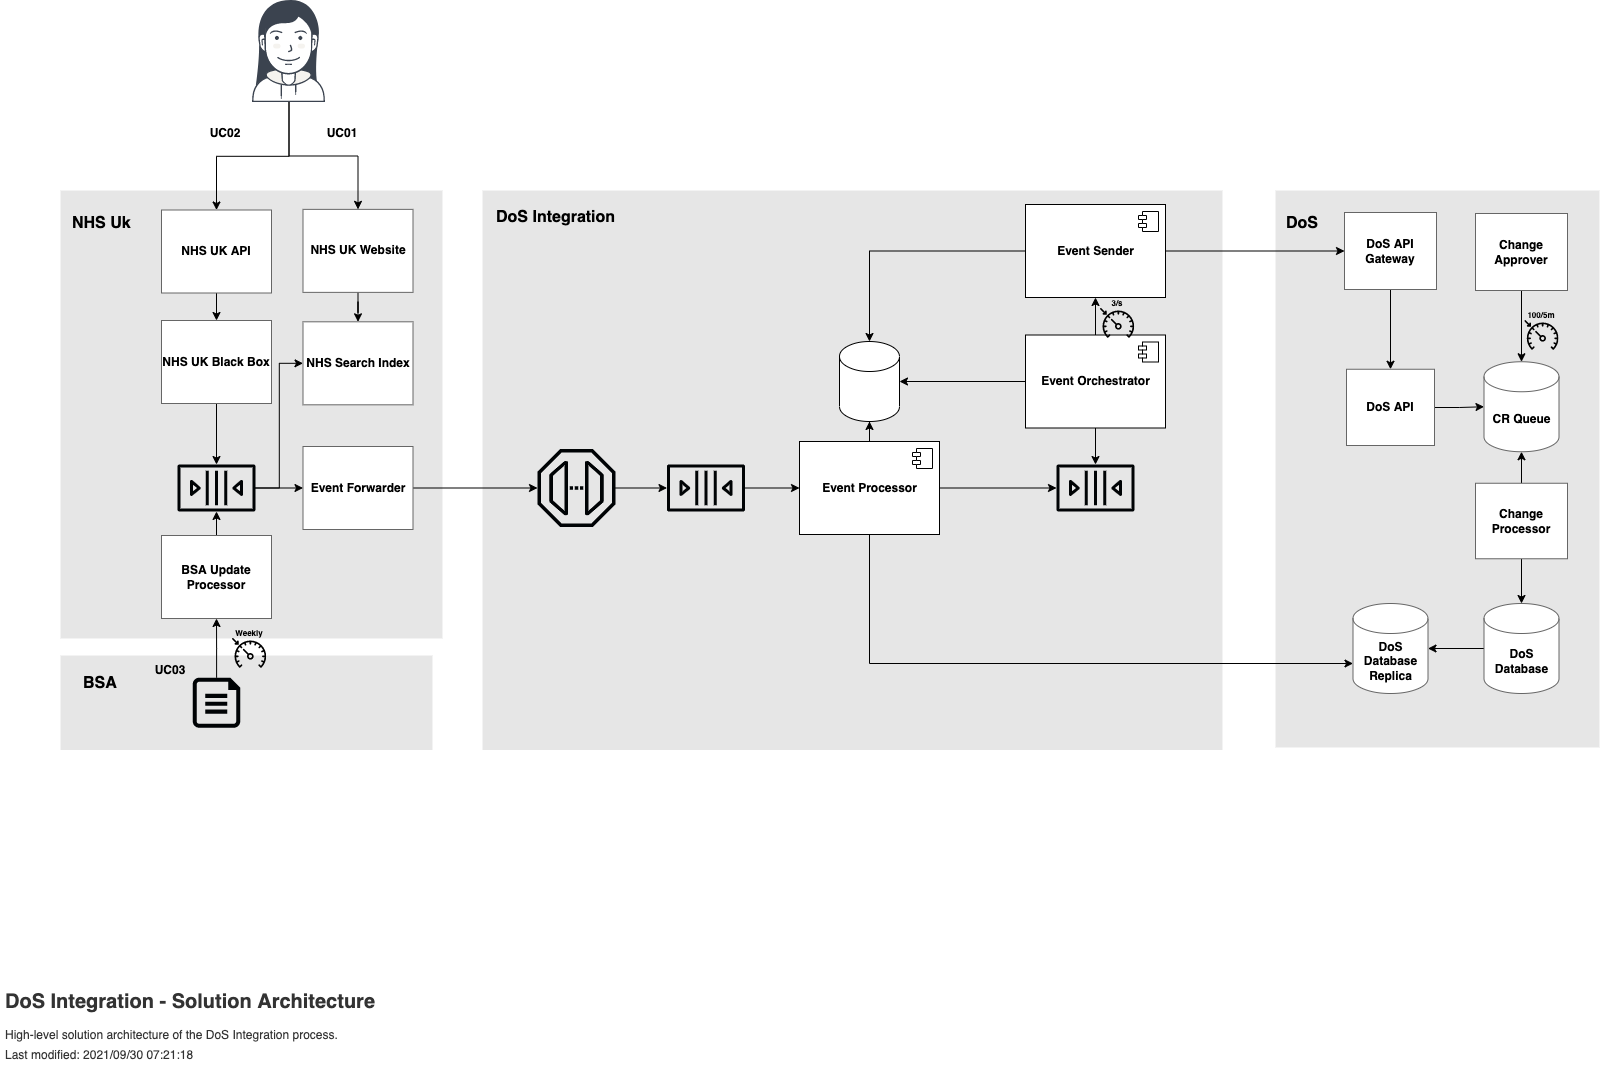 UC02
UC01
NHS Uk
NHS UK API
NHS UK Website
NHS UK Black Box
NHS Search Index
Event Forwarder
BSA Update
Processor
Weekly
BSA
UC03
DoS Integration
Event Sender
3/s
Event Orchestrator
Event Processor
DoS
DoS API
Gateway
Change
Approver
100/5m
DoS API
CR Queue
Change
Processor
DoS
Database
Replica
DoS
Database
DoS Integration - Solution Architecture
High-level solution architecture of the DoS Integration process.
Last modified: 2021/09/30 07:21:18